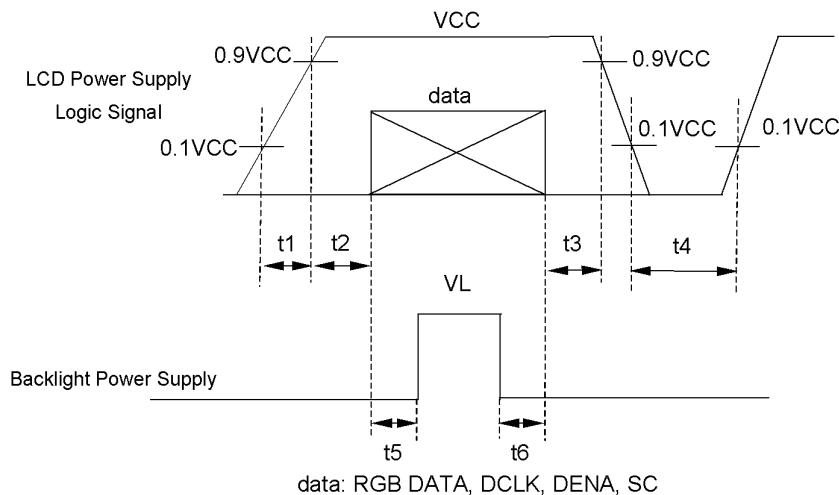 VCC
0.9VCC
0.9VCC
LCD Power Supply
Logic Signal
data
0.1VCC
0.1VCC
0.1VCC
t1
t2
t3
t4
VL
Backlight Power Supply
t5
t6
data: RGB DATA, DCLK, DENA, SC